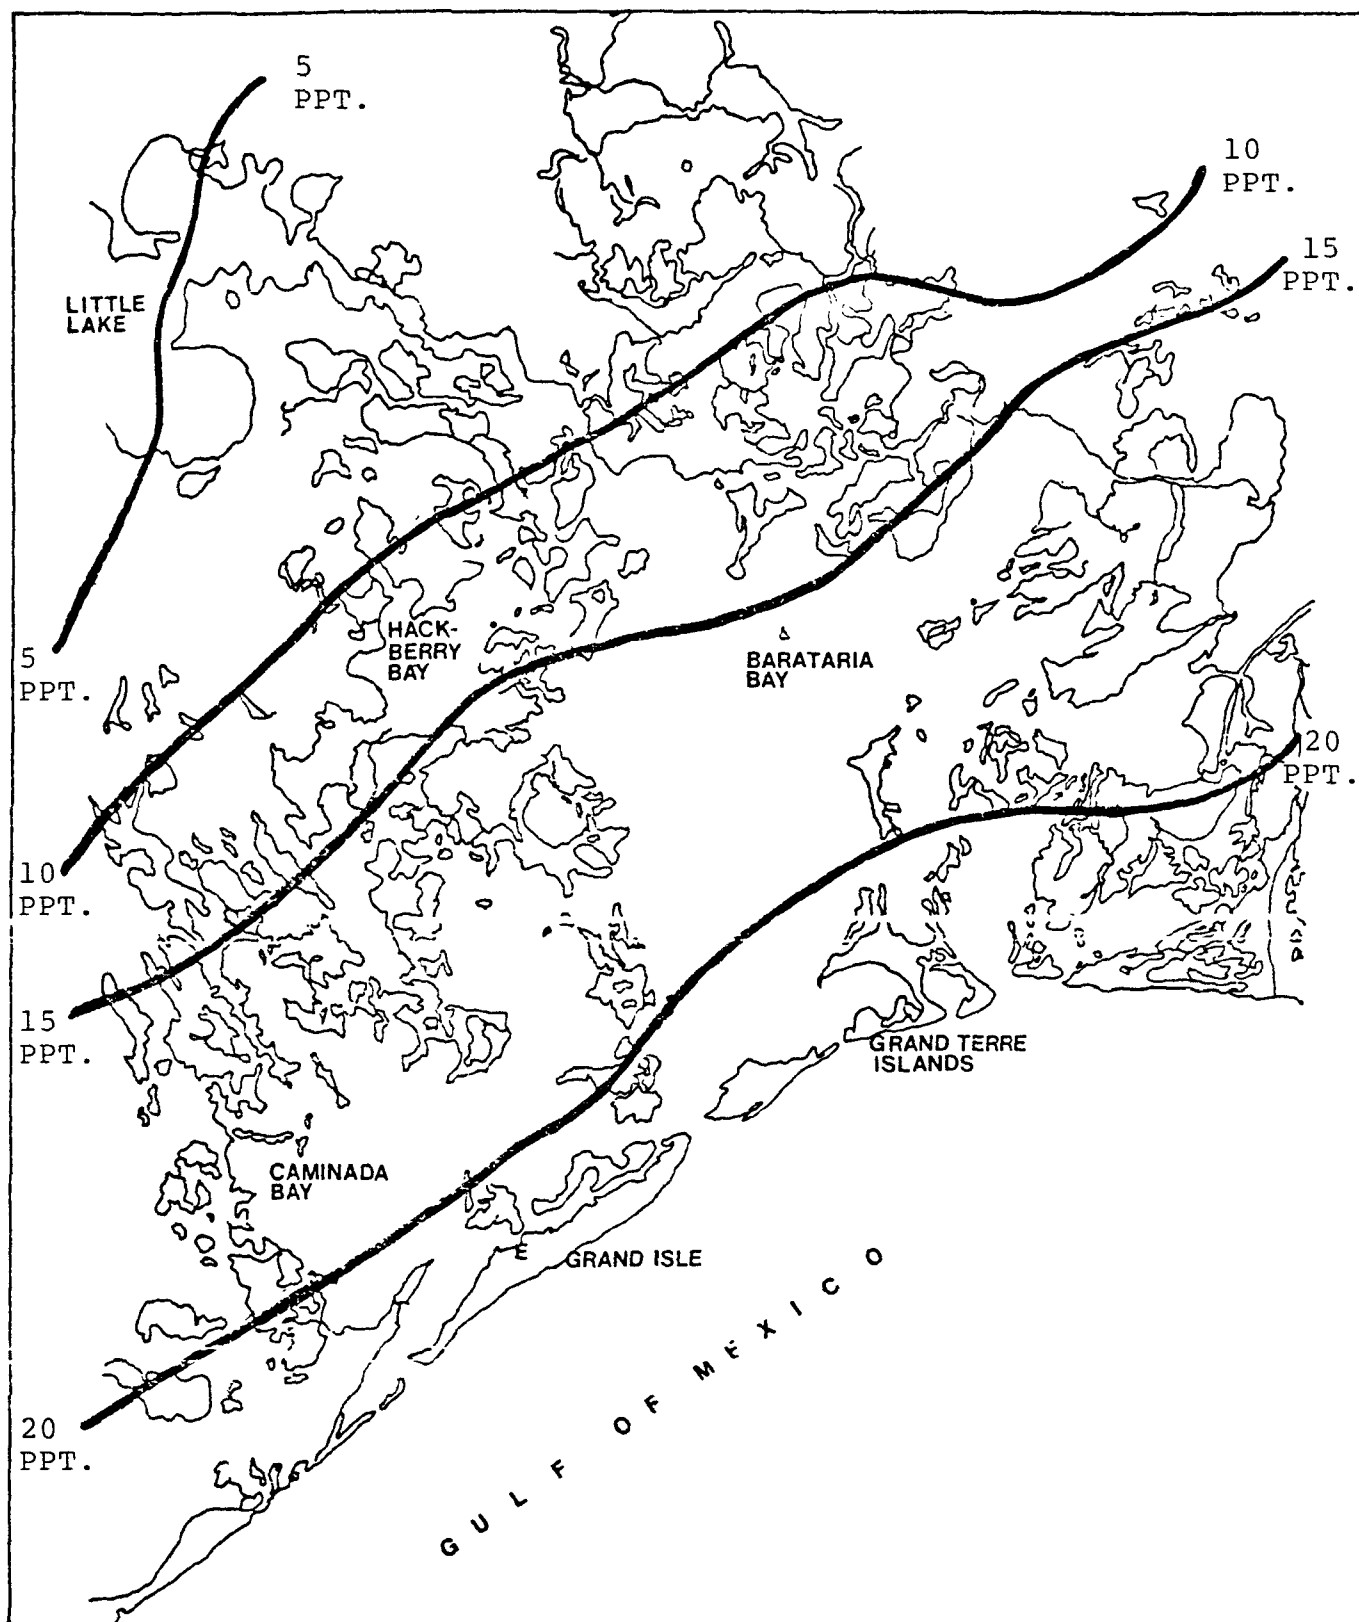 5
PPT.
10
PPT.
15
PPT.
LITTLE
LAKE
HACK-
BERRY
BAY
BARATARIA
BAY
5
PPT.
20
PPT.
10
PPT.
15
PPT.
GRAND TERRE
ISLANDS
CAMINADA
BAY
GRAND ISLE
GULF OF MEXICO
20
PPT.